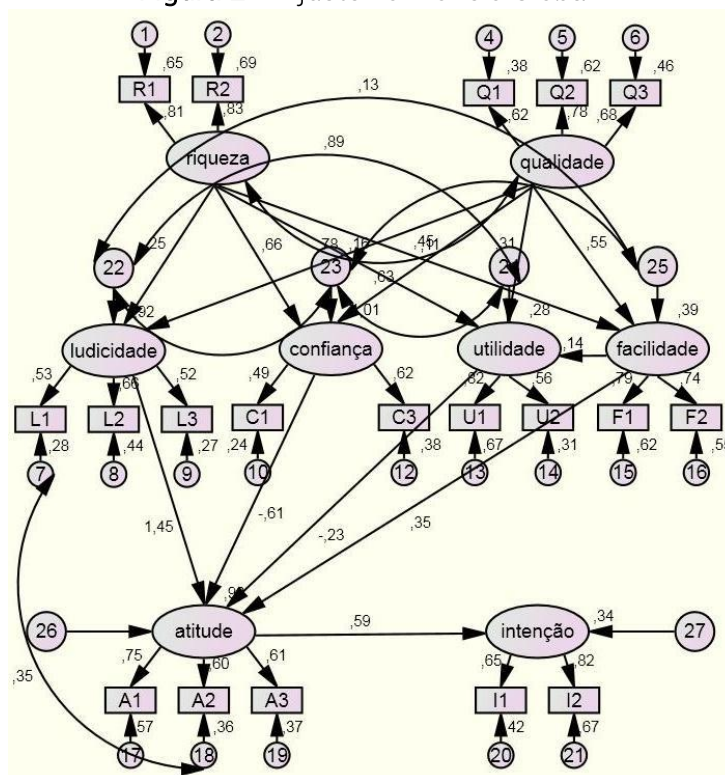 1 2 4 5 6
,65 ,69 ,38 ,62 ,46
R1 R2 Q1 Q2 Q3
,81 ,83 ,13 ,62 ,78 ,68
fiqueza ,89 qualidade
22 ,25 ,66 ,78 23 ,45 ,11 ,31 ,55 25
,92 ,63 ,01 ,28 ,39
ludicidade confiança utilidade ,14 facilidade
,53 ,66 ,52 ,49 ,62 ,82 ,56 ,79 ,74
L1 L2 L3 C1 C3 U1 U2 F1 F2
,28 ,44 ,27 ,24 ,38 ,67 ,31 ,62
7 8 9 10 12 13 14 15 16
1,45 -,61 -,23 ,35
26 atitude ,59 intenção ,34 27
,35 ,75 ,60 ,61 ,65 ,82
A1 A2 A3 I1 I2
,57 ,36 ,37 ,42 ,67
17 18 19 20 21